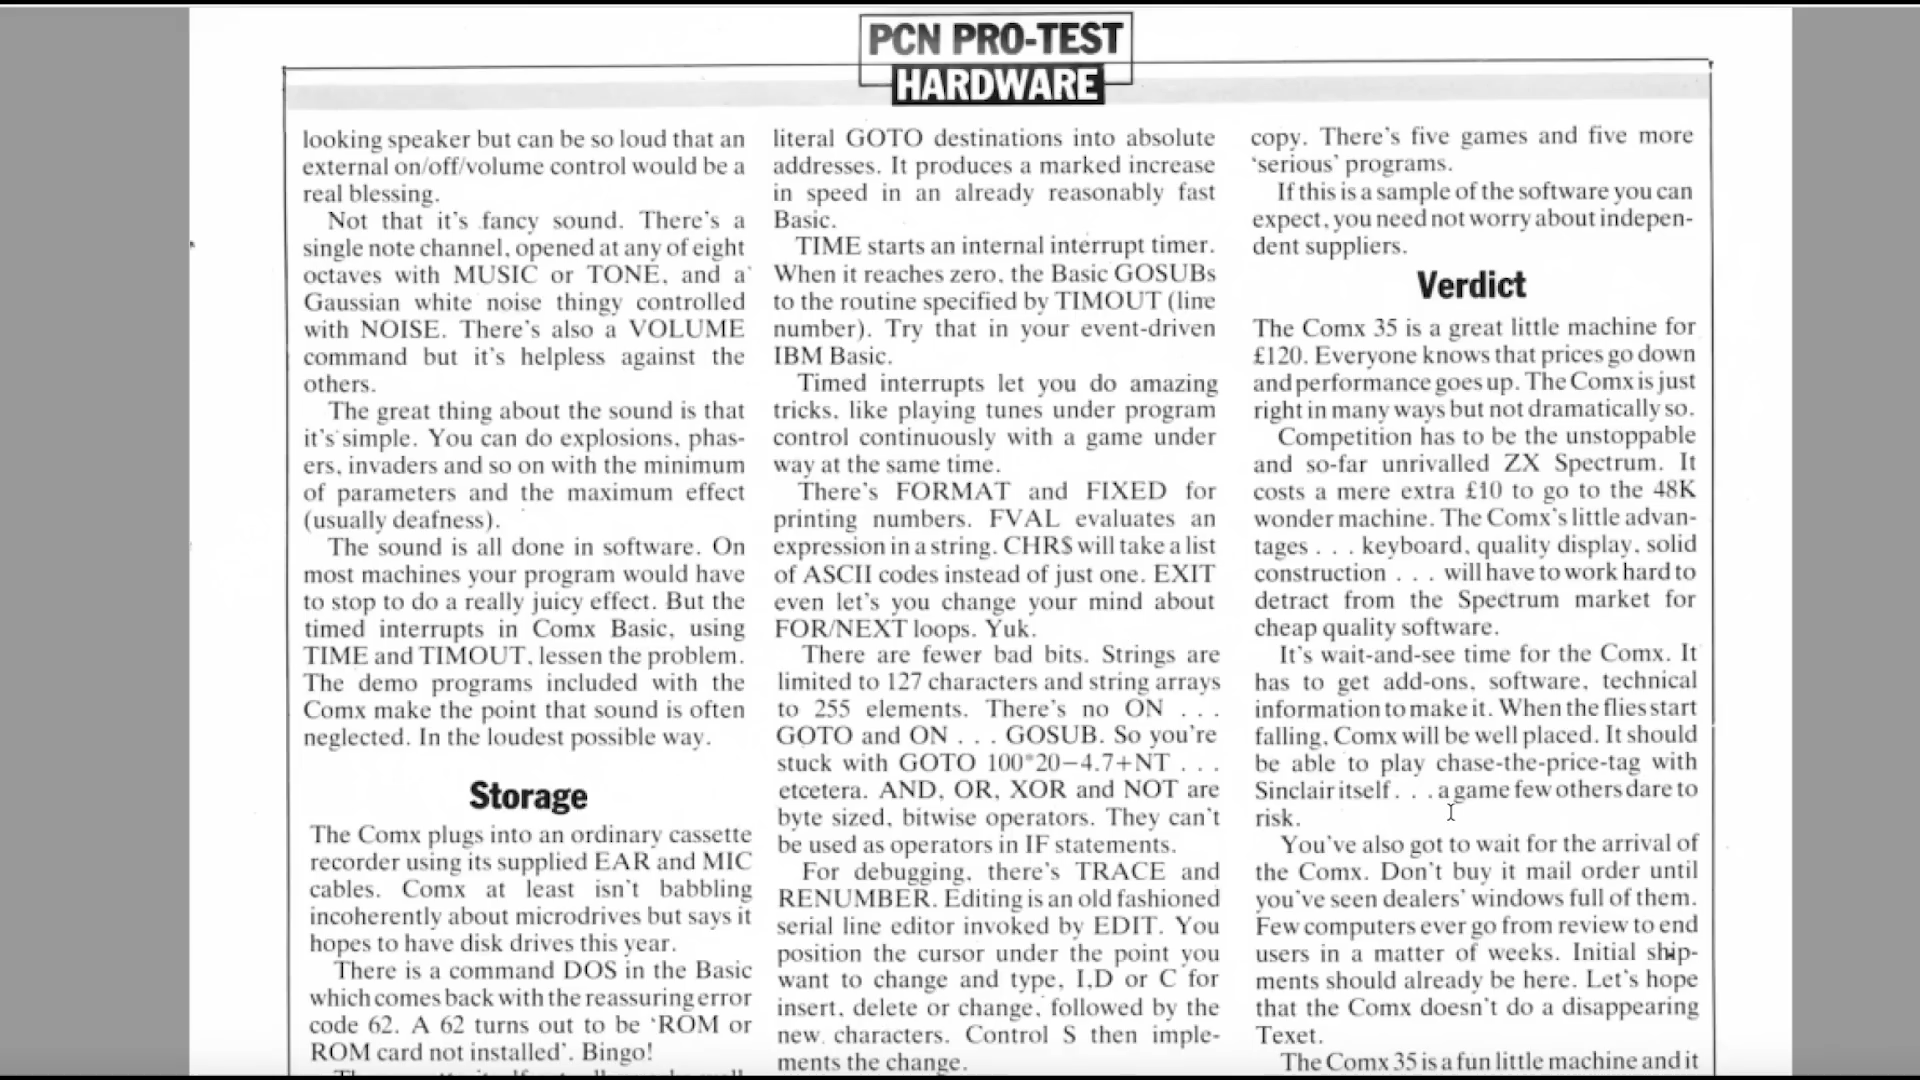 PCN PRO-TEST
HARDWARE
looking speaker but can be so loud that an
external on/off/volume control would be a
real blessing.
Not that it's fancy sound. There's a
single note channel, opened at any of eight
octaves with MUSIC or TONE, and a
Gaussian white noise thingy controlled
with NOISE. There's also a VOLUME
command but it's helpless against the
others.
The great thing about the sound is that
it's simple. You can do explosions, phas-
ers, invaders and so on with the minimum
of parameters and the maximum effect
(usually deafness).
The sound is all done in software. On
most machines your program would have
to stop to do a really juicy effect. But the
timed interrupts in Comx Basic, using
TIME and TIMOUT, lessen the problem.
The demo programs included with the
Comx make the point that sound is often
neglected. In the loudest possible way.
Storage
The Comx plugs into an ordinary cassette
recorder using its supplied EAR and MIC
cables. Comx at least isn't babbling
incoherently about microdrives but says it
hopes to have disk drives this year.
There is a command DOS in the Basic
which comes back with the reassuring error
code 62. A 62 turns out to be 'ROM or
ROM card not installed'. Bingo!
literal GOTO destinations into absolute
addresses. It produces a marked increase
in speed in an already reasonably fast
Basic.
TIME starts an internal interrupt timer.
When it reaches zero, the Basic GOSUBs
to the routine specified by TIMOUT (line
number). Try that in your event-driven
IBM Basic.
Timed interrupts let you do amazing
tricks, like playing tunes under program
control continuously with a game under
way at the same time.
There's FORMAT and FIXED for
printing numbers. FVAL evaluates an
expression in a string. CHR$ will take a list
of ASCII codes instead of just one. EXIT
even let's you change your mind about
FOR/NEXT loops. Yuk.
There are fewer bad bits. Strings are
limited to 127 characters and string arrays
to 255 elements. There's no ON . . .
GOTO and ON . . . GOSUB. So you're
stuck with GOTO 100*20−4.7+NT . . .
etcetera. AND, OR, XOR and NOT are
byte sized, bitwise operators. They can't
be used as operators in IF statements.
For debugging, there's TRACE and
RENUMBER. Editing is an old fashioned
serial line editor invoked by EDIT. You
position the cursor under the point you
want to change and type, I,D or C for
insert, delete or change, followed by the
new characters. Control S then imple-
ments the change.
copy. There's five games and five more
'serious' programs.
If this is a sample of the software you can
expect, you need not worry about indepen-
dent suppliers.
Verdict
The Comx 35 is a great little machine for
£120. Everyone knows that prices go down
and performance goes up. The Comx is just
right in many ways but not dramatically so.
Competition has to be the unstoppable
and so-far unrivalled ZX Spectrum. It
costs a mere extra £10 to go to the 48K
wonder machine. The Comx's little advan-
tages . . . keyboard, quality display, solid
construction . . . will have to work hard to
detract from the Spectrum market for
cheap quality software.
It's wait-and-see time for the Comx. It
has to get add-ons, software, technical
information to make it. When the flies start
falling, Comx will be well placed. It should
be able to play chase-the-price-tag with
Sinclair itself . . . a game few others dare to
risk.
You've also got to wait for the arrival of
the Comx. Don't buy it mail order until
you've seen dealers' windows full of them.
Few computers ever go from review to end
users in a matter of weeks. Initial ship-
ments should already be here. Let's hope
that the Comx doesn't do a disappearing
Texet.
The Comx 35 is a fun little machine and it